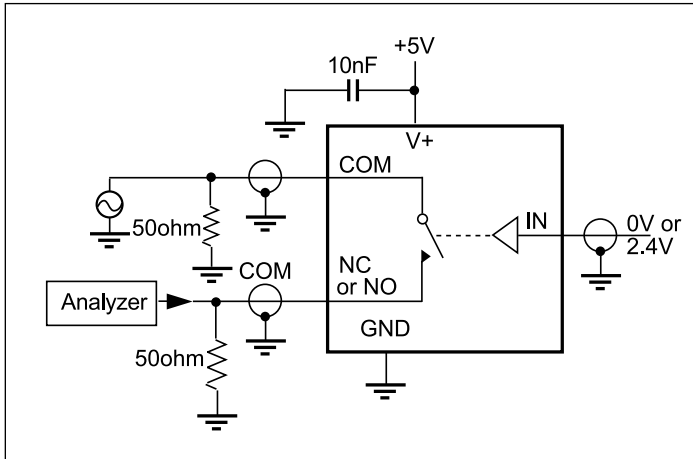 +5V
10nF
V+
COM
50ohm
IN
0V or
2.4V
COM
NC
or NO
Analyzer
GND
50ohm